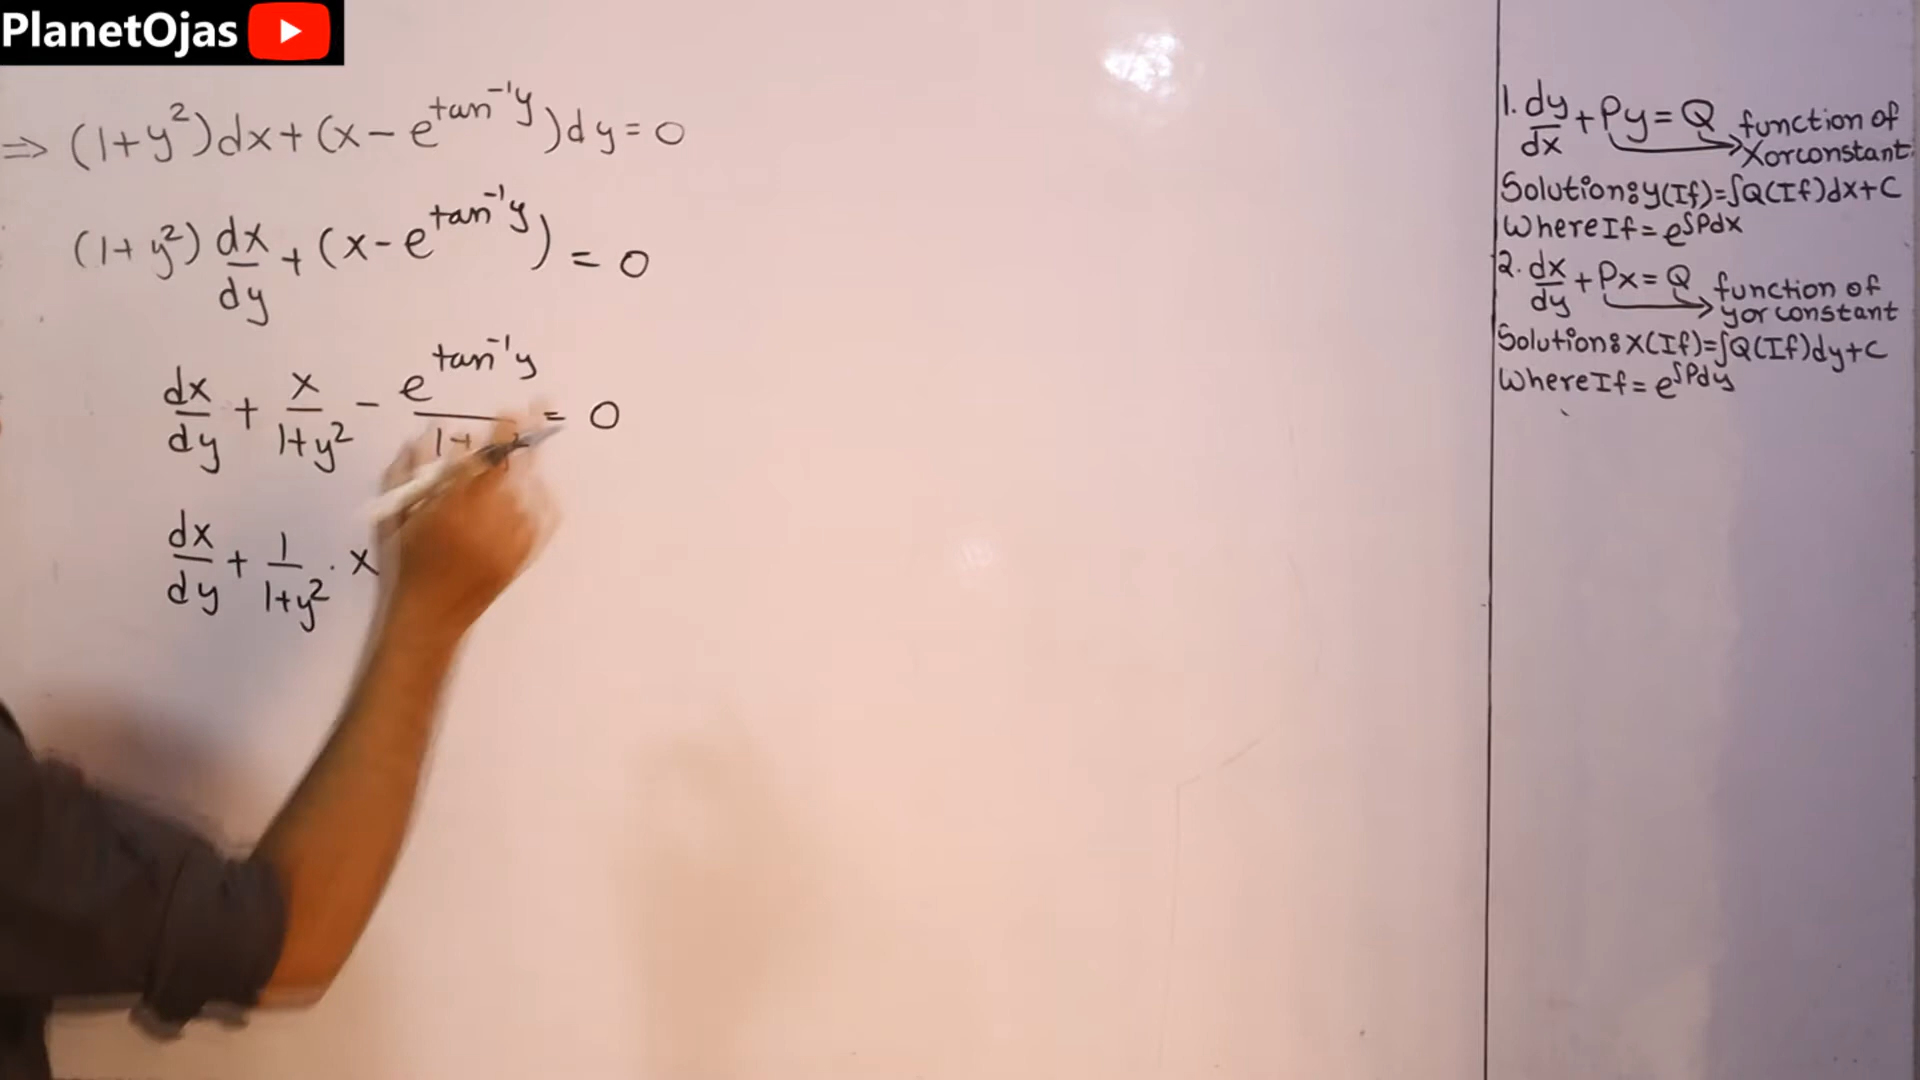 PlanetOjas
⇒ (1+y²)dx+(x−e^{tan⁻¹y})dy=0
(1+y²) dx/dy + (x-e^{tan⁻¹y}) = 0
dx/dy + x/1+y² − e^{tan⁻¹y}/1+ = 0
dx/dy + 1/1+y² · x
1. dy/dx + Py = Q function of
x or constant
Solution: y(If)=∫Q(If)dx+C
Where If = e^{∫Pdx}
2. dx/dy + Px = Q function of
y or constant
Solution: x(If)=∫Q(If)dy+C
Where If = e^{∫Pdy}